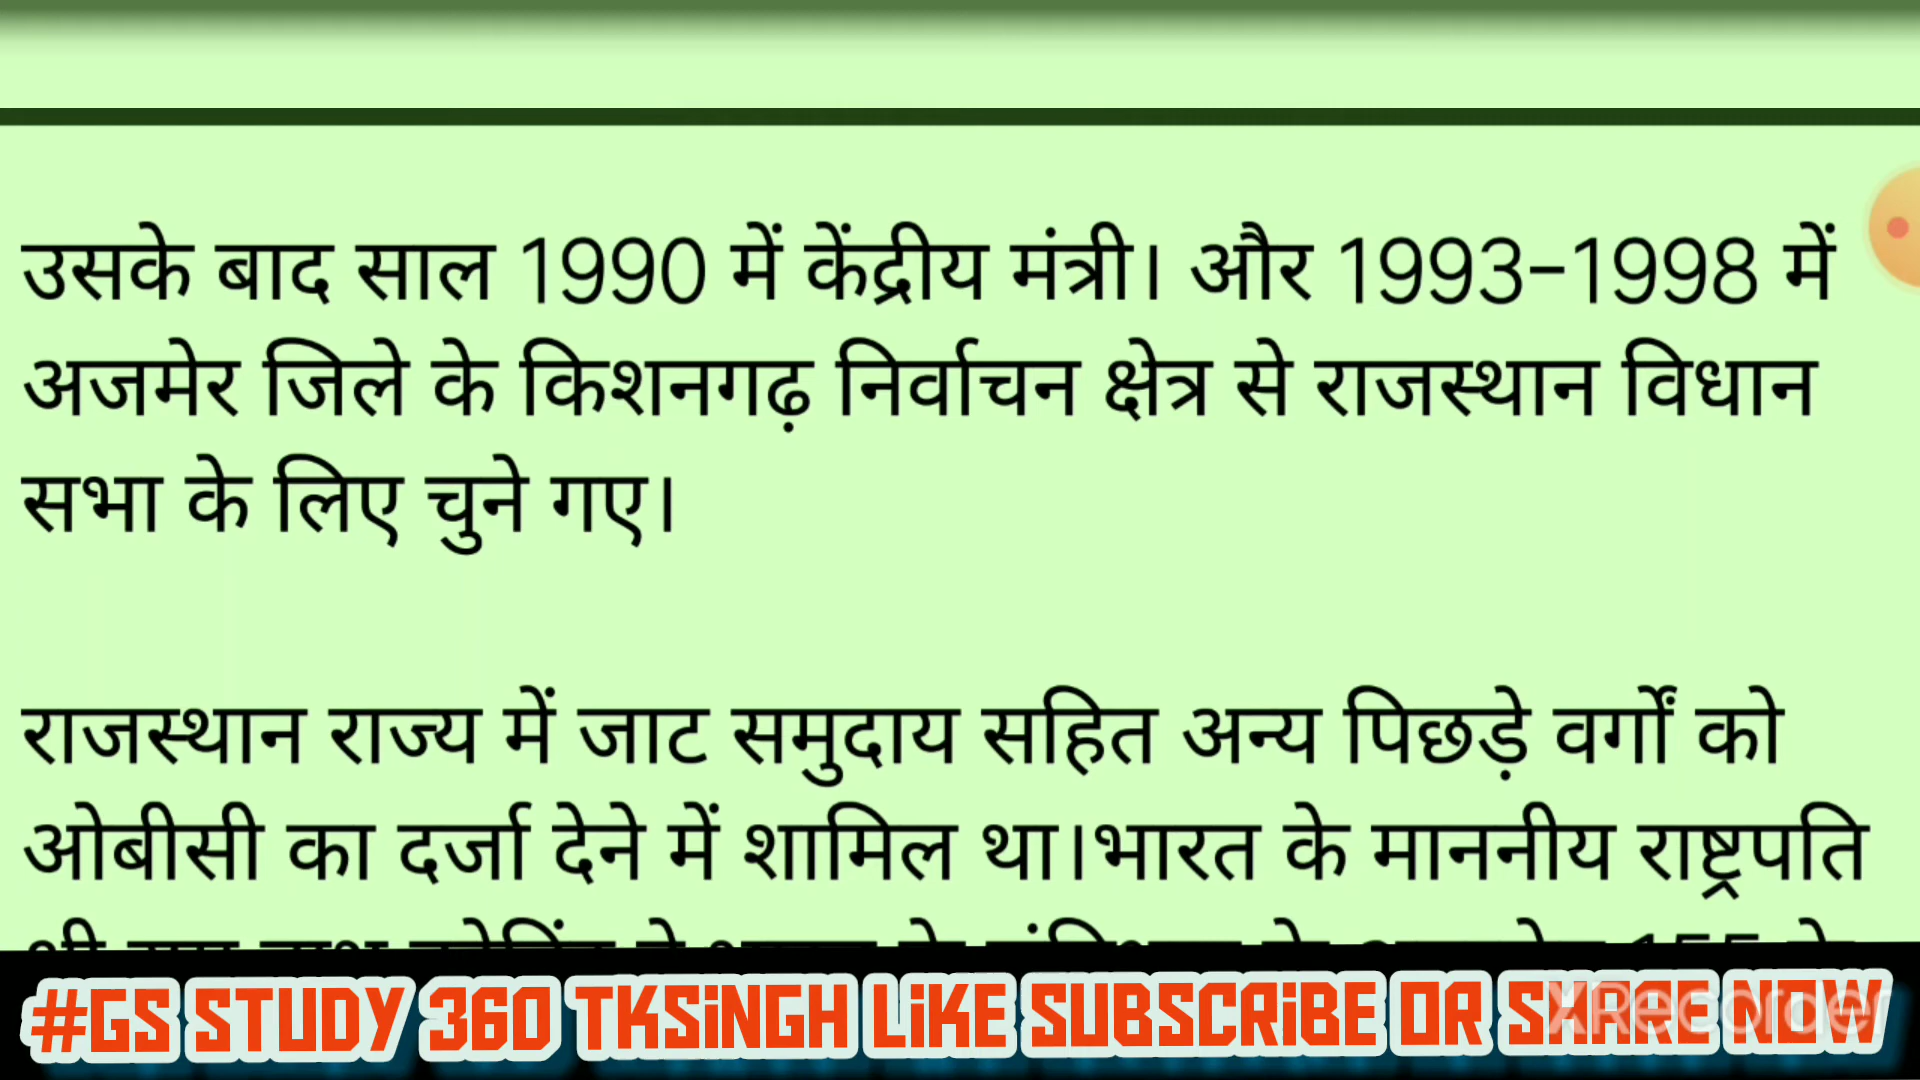 उसके बाद साल 1990 में केंद्रीय मंत्री। और 1993-1998 में
अजमेर जिले के किशनगढ़ निर्वाचन क्षेत्र से राजस्थान विधान
सभा के लिए चुने गए।
राजस्थान राज्य में जाट समुदाय सहित अन्य पिछड़े वर्गों को
ओबीसी का दर्जा देने में शामिल था।भारत के माननीय राष्ट्रपति
#GS STUDY 360 TKSiNGH LiKE SUBSCRiBE OR SHARE NOW
XRecorder